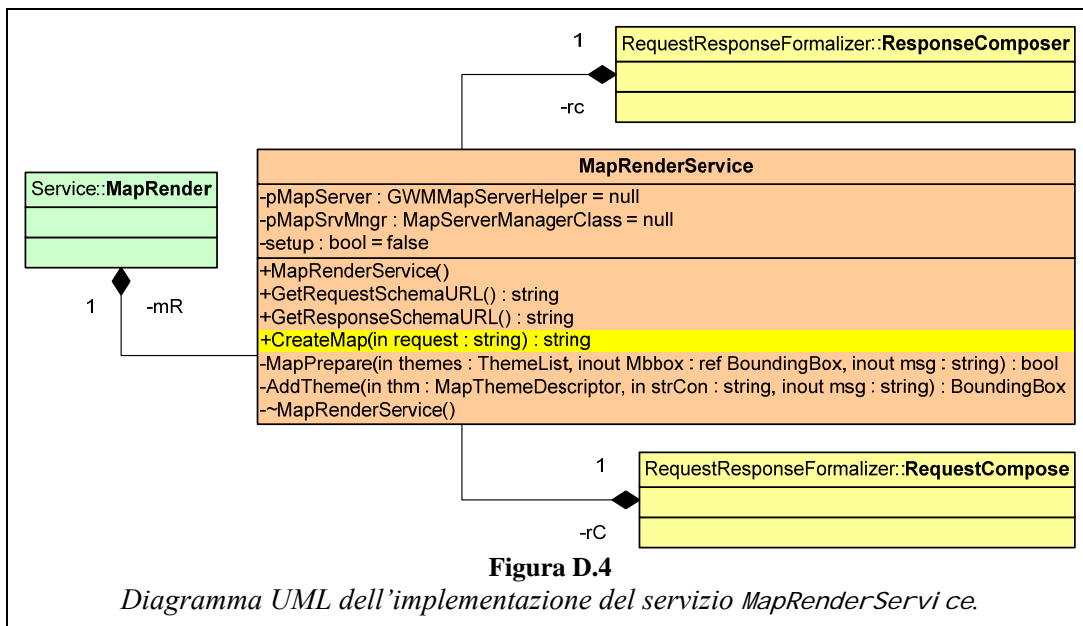 1
RequestResponseFormalizer::ResponseComposer
-rc
MapRenderService
Service::MapRender
-pMapServer : GWMMapServerHelper = null
-pMapSrvMngr : MapServerManagerClass = null
-setup : bool = false
+MapRenderService()
+GetRequestSchemaURL() : string
+GetResponseSchemaURL() : string
+CreateMap(in request : string) : string
-MapPrepare(in themes : ThemeList, inout Mbbox : ref BoundingBox, inout msg : string) : bool
-AddTheme(in thm : MapThemeDescriptor, in strCon : string, inout msg : string) : BoundingBox
-~MapRenderService()
1
-mR
1
RequestResponseFormalizer::RequestCompose
-rC
Figura D.4
Diagramma UML dell'implementazione del servizio MapRenderService.